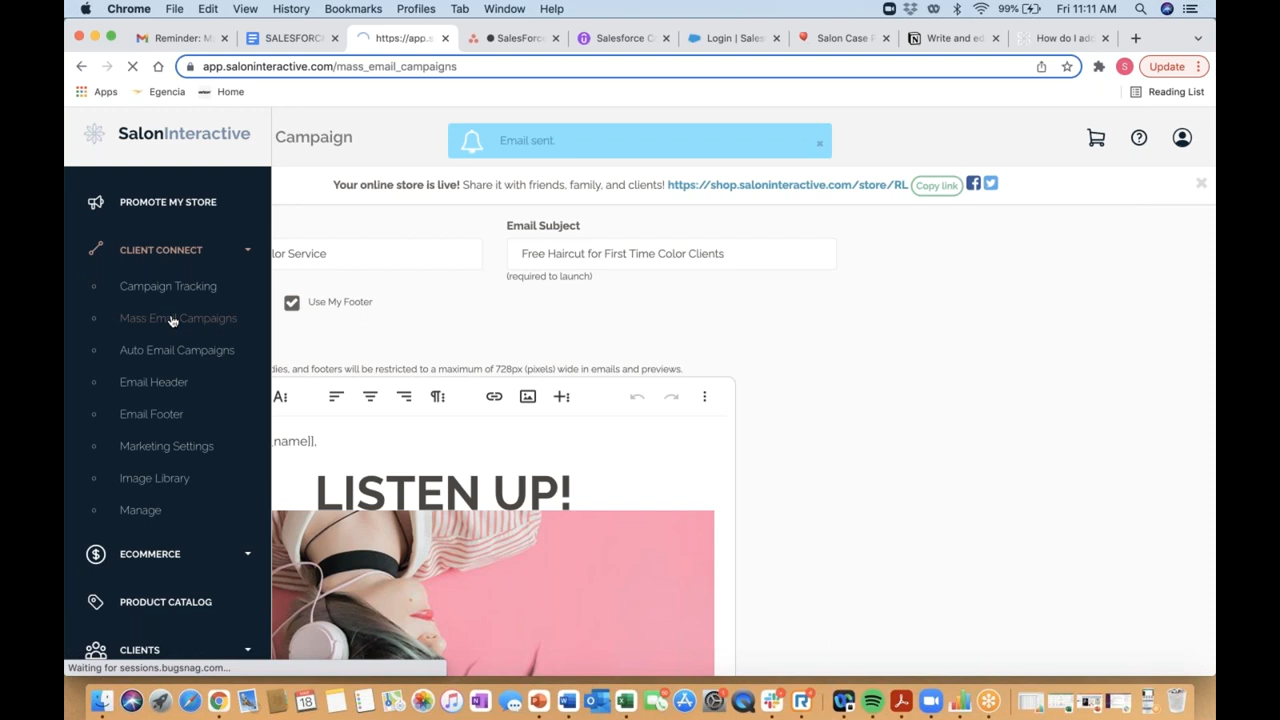 Chrome File Edit View History Bookmarks Profiles Tab Window Help 99% Fri 11:11 AM
Reminder: M SALESFORC https://app.s SalesForce Salesforce C Login | Sales Salon Case F Write and ed How do I add
app.saloninteractive.com/mass_email_campaigns Update
Apps Egencia Home Reading List
SalonInteractive Campaign Email sent.
Your online store is live! Share it with friends, family, and clients! https://shop.saloninteractive.com/store/RL Copy link
PROMOTE MY STORE
Email Subject
CLIENT CONNECT
lor Service Free Haircut for First Time Color Clients
(required to launch)
Campaign Tracking
Use My Footer
Mass Email Campaigns
Auto Email Campaigns
dies, and footers will be restricted to a maximum of 728px (pixels) wide in emails and previews.
Email Header
Email Footer
_name]],
Marketing Settings
Image Library
LISTEN UP!
Manage
ECOMMERCE
PRODUCT CATALOG
CLIENTS
Waiting for sessions.bugsnag.com...